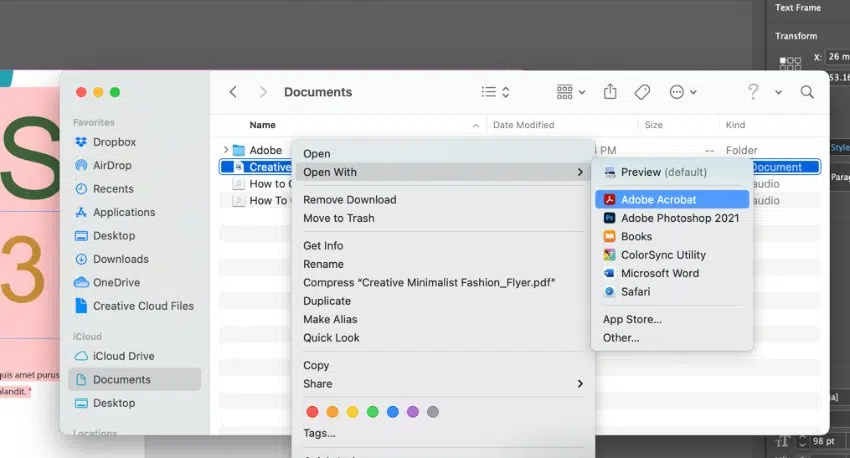 Text Frame
Transform
X:
26 m
53.16
Documents
?
Favorites
Dropbox
AirDrop
Recents
Applications
Desktop
Downloads
OneDrive
Creative Cloud Files
iCloud
iCloud Drive
Documents
Desktop
Locations
Name
Date Modified
Size
Kind
Adobe
PM
--
Folder
Creative
Document
How to
audio
How To
audio
Open
Open With
Remove Download
Move to Trash
Get Info
Rename
Compress “Creative Minimalist Fashion_Flyer.pdf”
Duplicate
Make Alias
Quick Look
Copy
Share
Tags...
Preview (default)
Adobe Acrobat
Adobe Photoshop 2021
Books
ColorSync Utility
Microsoft Word
Safari
App Store...
Other...
Style
Parag
S
3
quis amet purus
blandit. "
98 pt